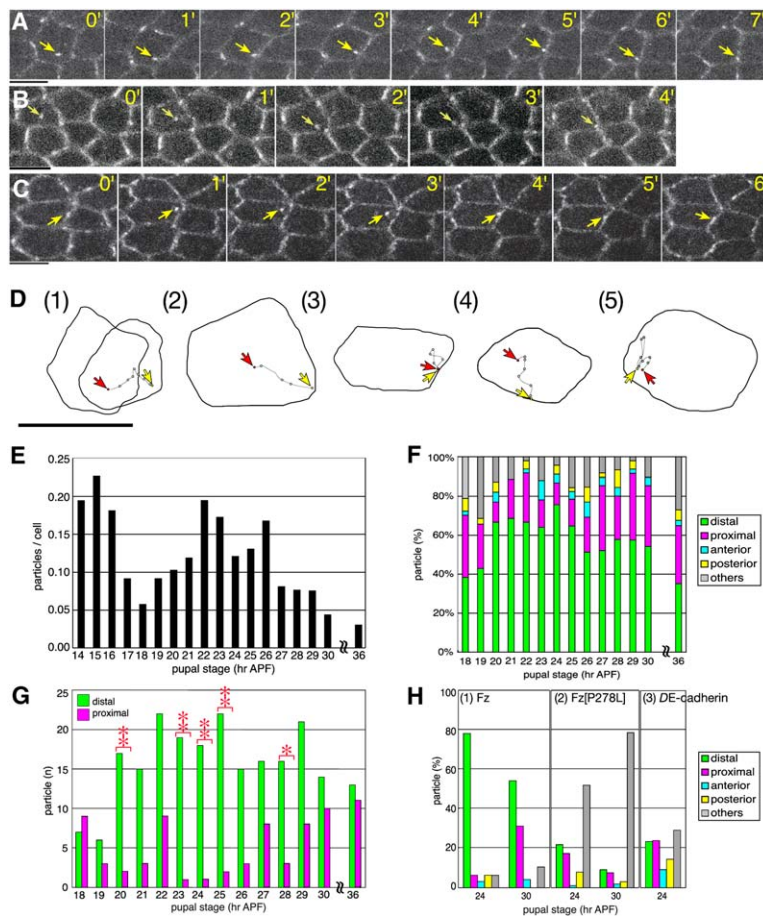 A 0' 1' 2' 3' 4' 5' 6' 7'
B 0' 1' 2' 3' 4'
C 0' 1' 2' 3' 4' 5' 6
D (1) (2) (3) (4) (5)
E
particles / cell
0.25
0.20
0.15
0.10
0.05
0.00
14 15 16 17 18 19 20 21 22 23 24 25 26 27 28 29 30 36
pupal stage (hr APF)
F
particle (%)
100%
80%
60%
40%
20%
0%
18 19 20 21 22 23 24 25 26 27 28 29 30 36
pupal stage (hr APF)
distal
proximal
anterior
posterior
others
G
particle (n)
25
20
15
10
5
0
distal
proximal
** ** ** ** *
18 19 20 21 22 23 24 25 26 27 28 29 30 36
pupal stage (hr APF)
H
(1) Fz (2) Fz[P278L] (3) DE-cadherin
particle (%)
100
80
60
40
20
0
24 30 24 30 24
pupal stage (hr APF)
distal
proximal
anterior
posterior
others